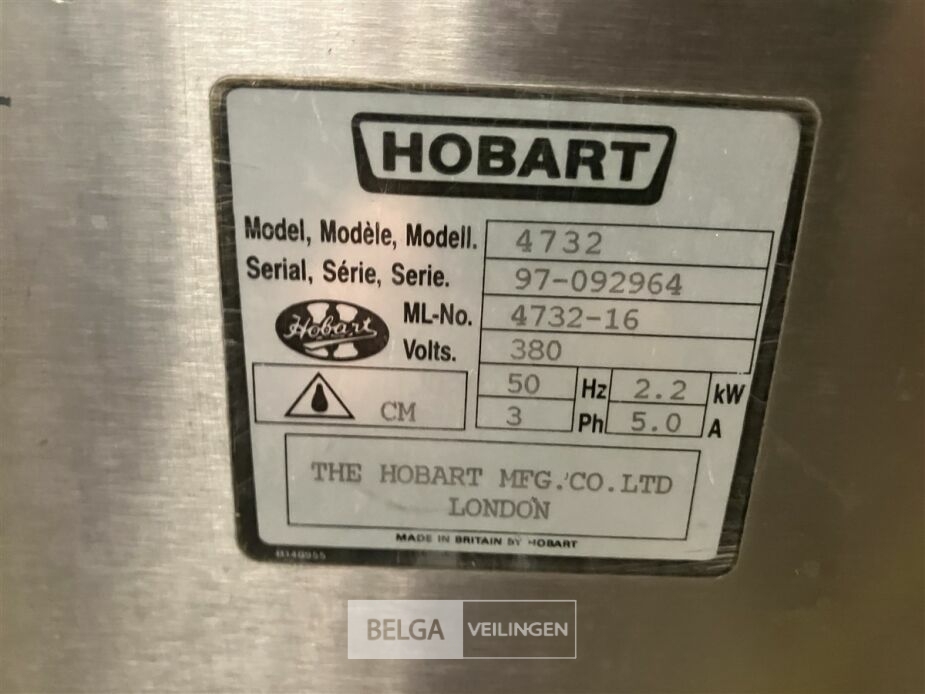 HOBART
Model, Modèle, Modell. 4732
Serial, Série, Serie. 97-092964
Hobart
ML-No. 4732-16
Volts. 380
50 Hz 2.2 kW
CM
3 Ph 5.0 A
THE HOBART MFG. CO. LTD
LONDON
MADE IN BRITAIN BY HOBART
BELGA VEILINGEN